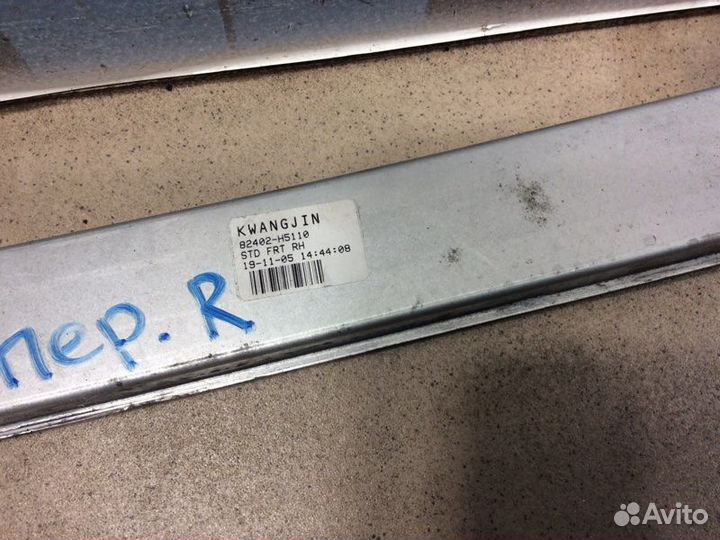 KWANGJIN
82402-H5110
STD FRT RH
19-11-05 14:44:08
пер. R
Avito